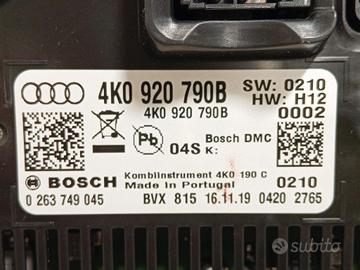 4K0 920 790B SW: 0210
4K0 920 790B HW: H12
0002
Pb 04S Bosch DMC
K:
BOSCH Kombiinstrument 4K0 190 C
Made in Portugal 0210
0 263 749 045 BVX 815 16.11.19 0420 2765
subito